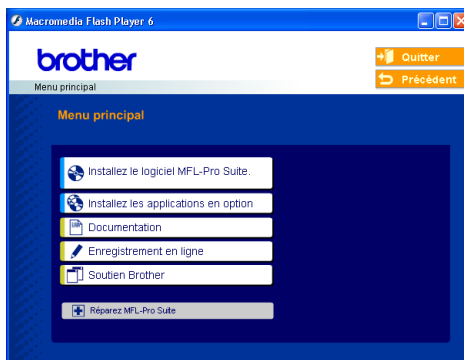 Macromedia Flash Player 6
brother
Quitter
Précédent
Menu principal
Menu principal
Installez le logiciel MFL-Pro Suite.
Installez les applications en option
Documentation
Enregistrement en ligne
Soutien Brother
Réparez MFL-Pro Suite